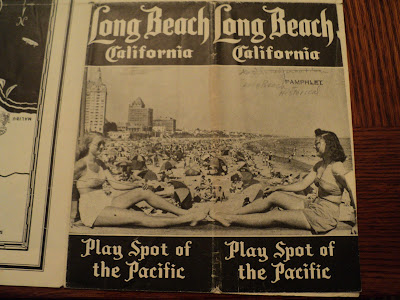 Long Beach
California
Play Spot of
the Pacific
Long Beach
California
PAMPHLET
Play Spot of
the Pacific